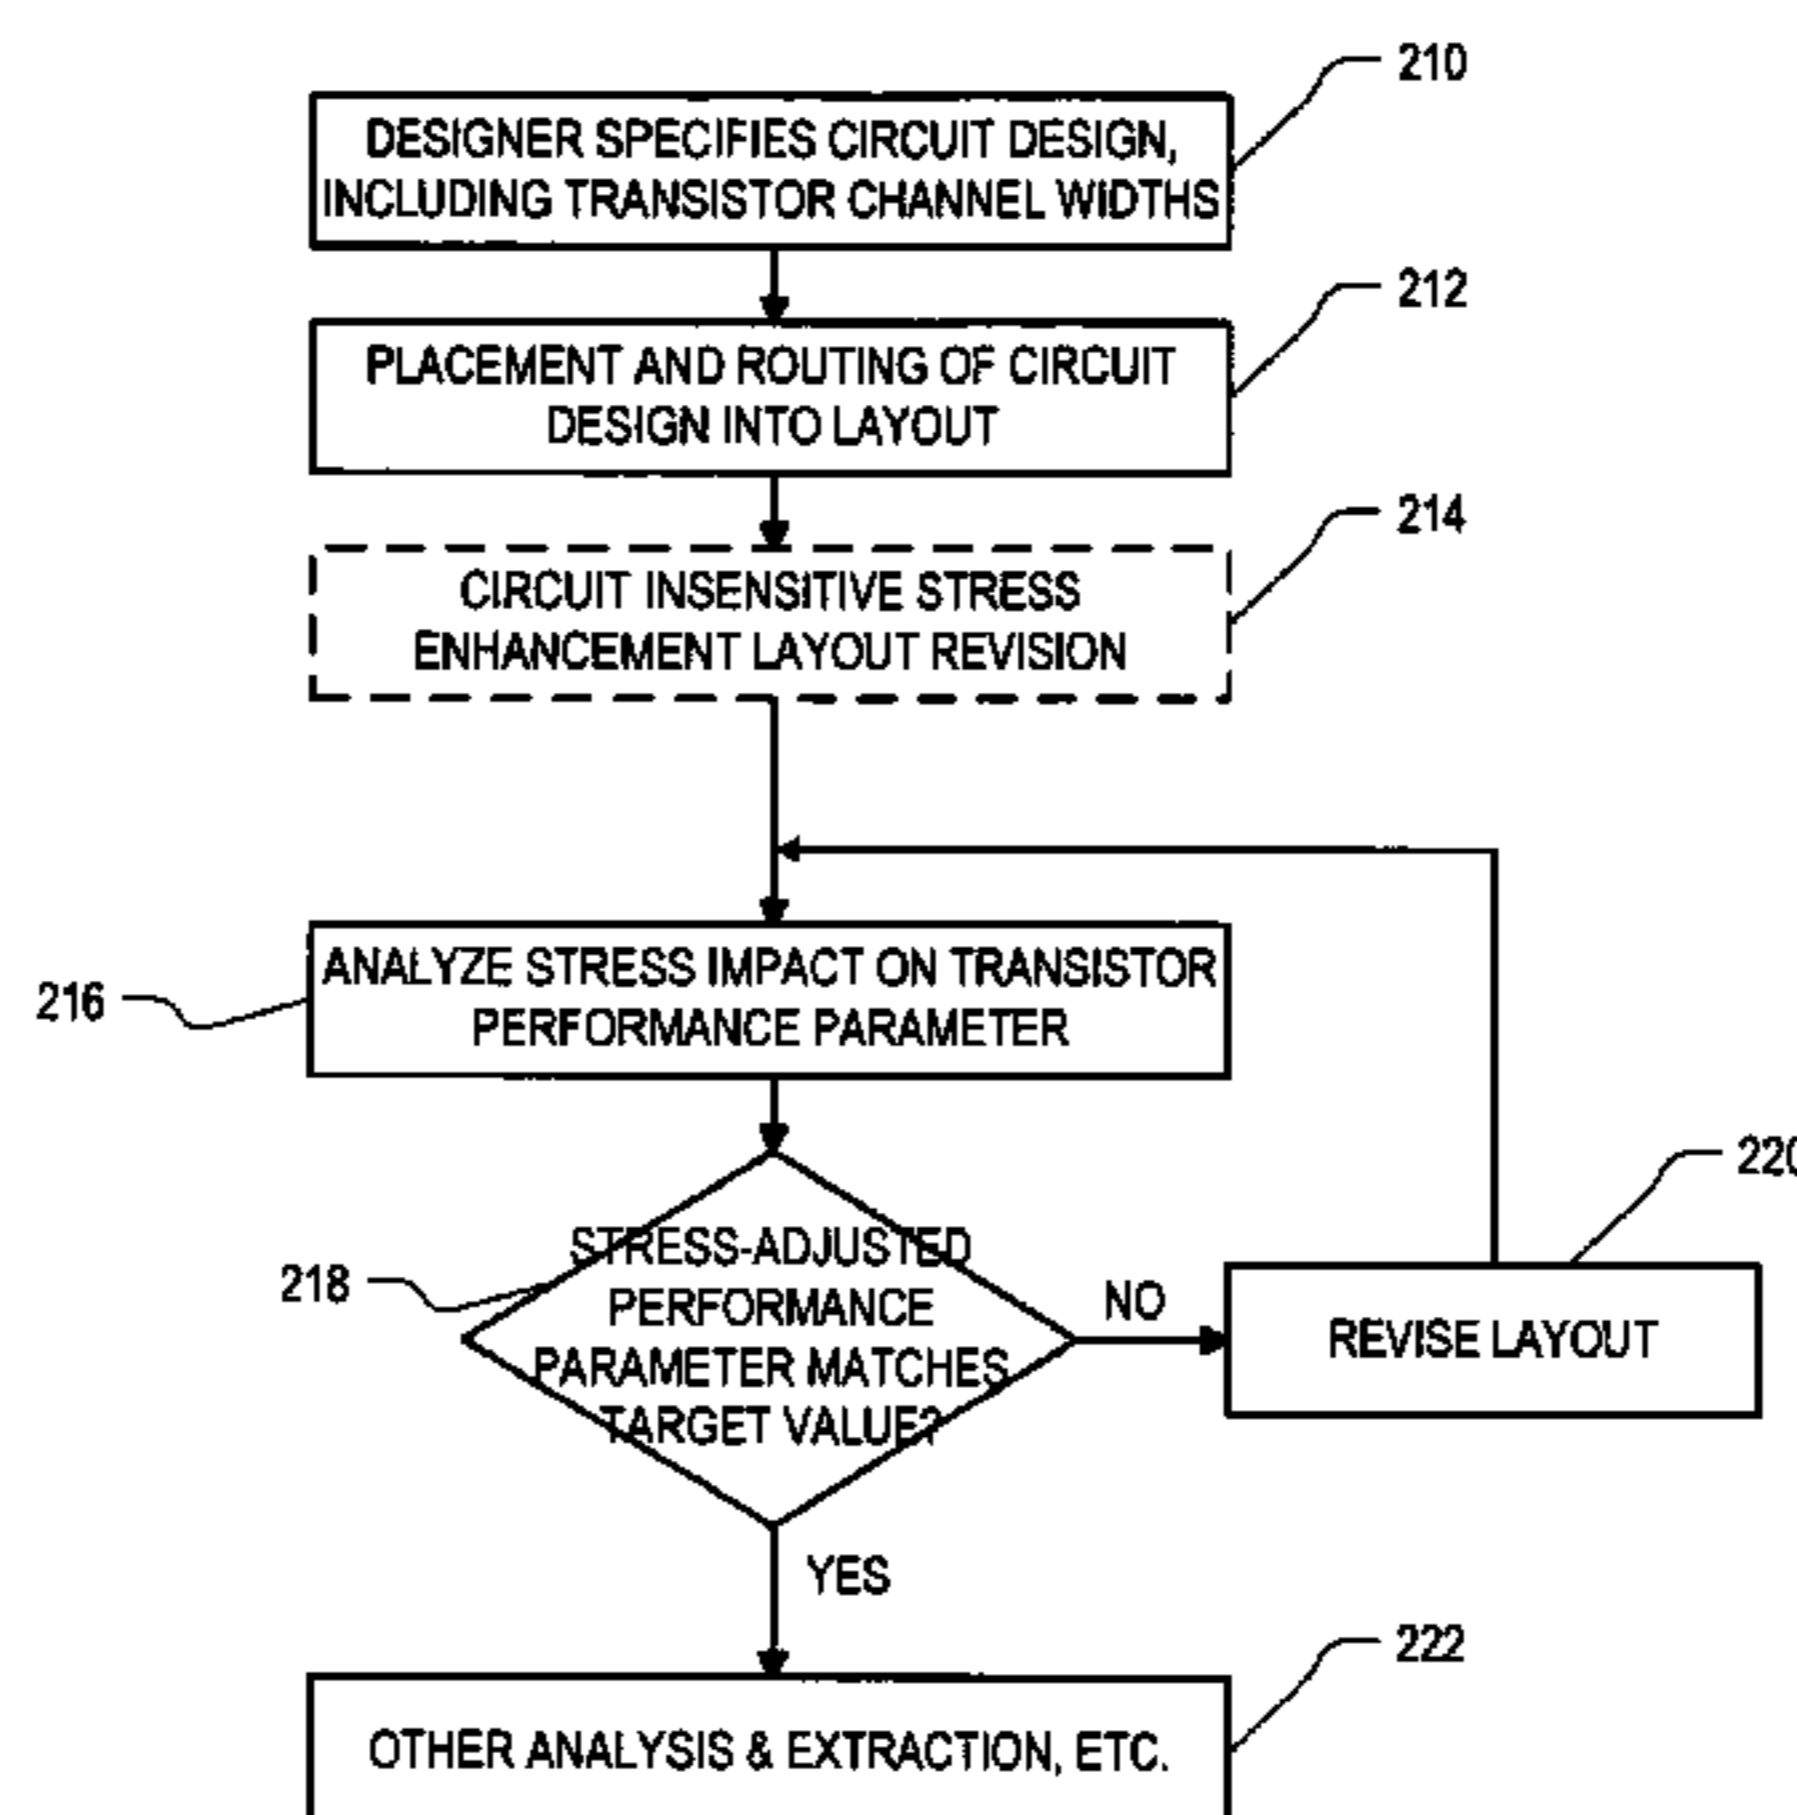 210
DESIGNER SPECIFIES CIRCUIT DESIGN,
INCLUDING TRANSISTOR CHANNEL WIDTHS
212
PLACEMENT AND ROUTING OF CIRCUIT
DESIGN INTO LAYOUT
214
CIRCUIT INSENSITIVE STRESS
ENHANCEMENT LAYOUT REVISION
216
ANALYZE STRESS IMPACT ON TRANSISTOR
PERFORMANCE PARAMETER
220
218
STRESS-ADJUSTED
PERFORMANCE
PARAMETER MATCHES
TARGET VALUE?
NO
REVISE LAYOUT
YES
222
OTHER ANALYSIS & EXTRACTION, ETC.